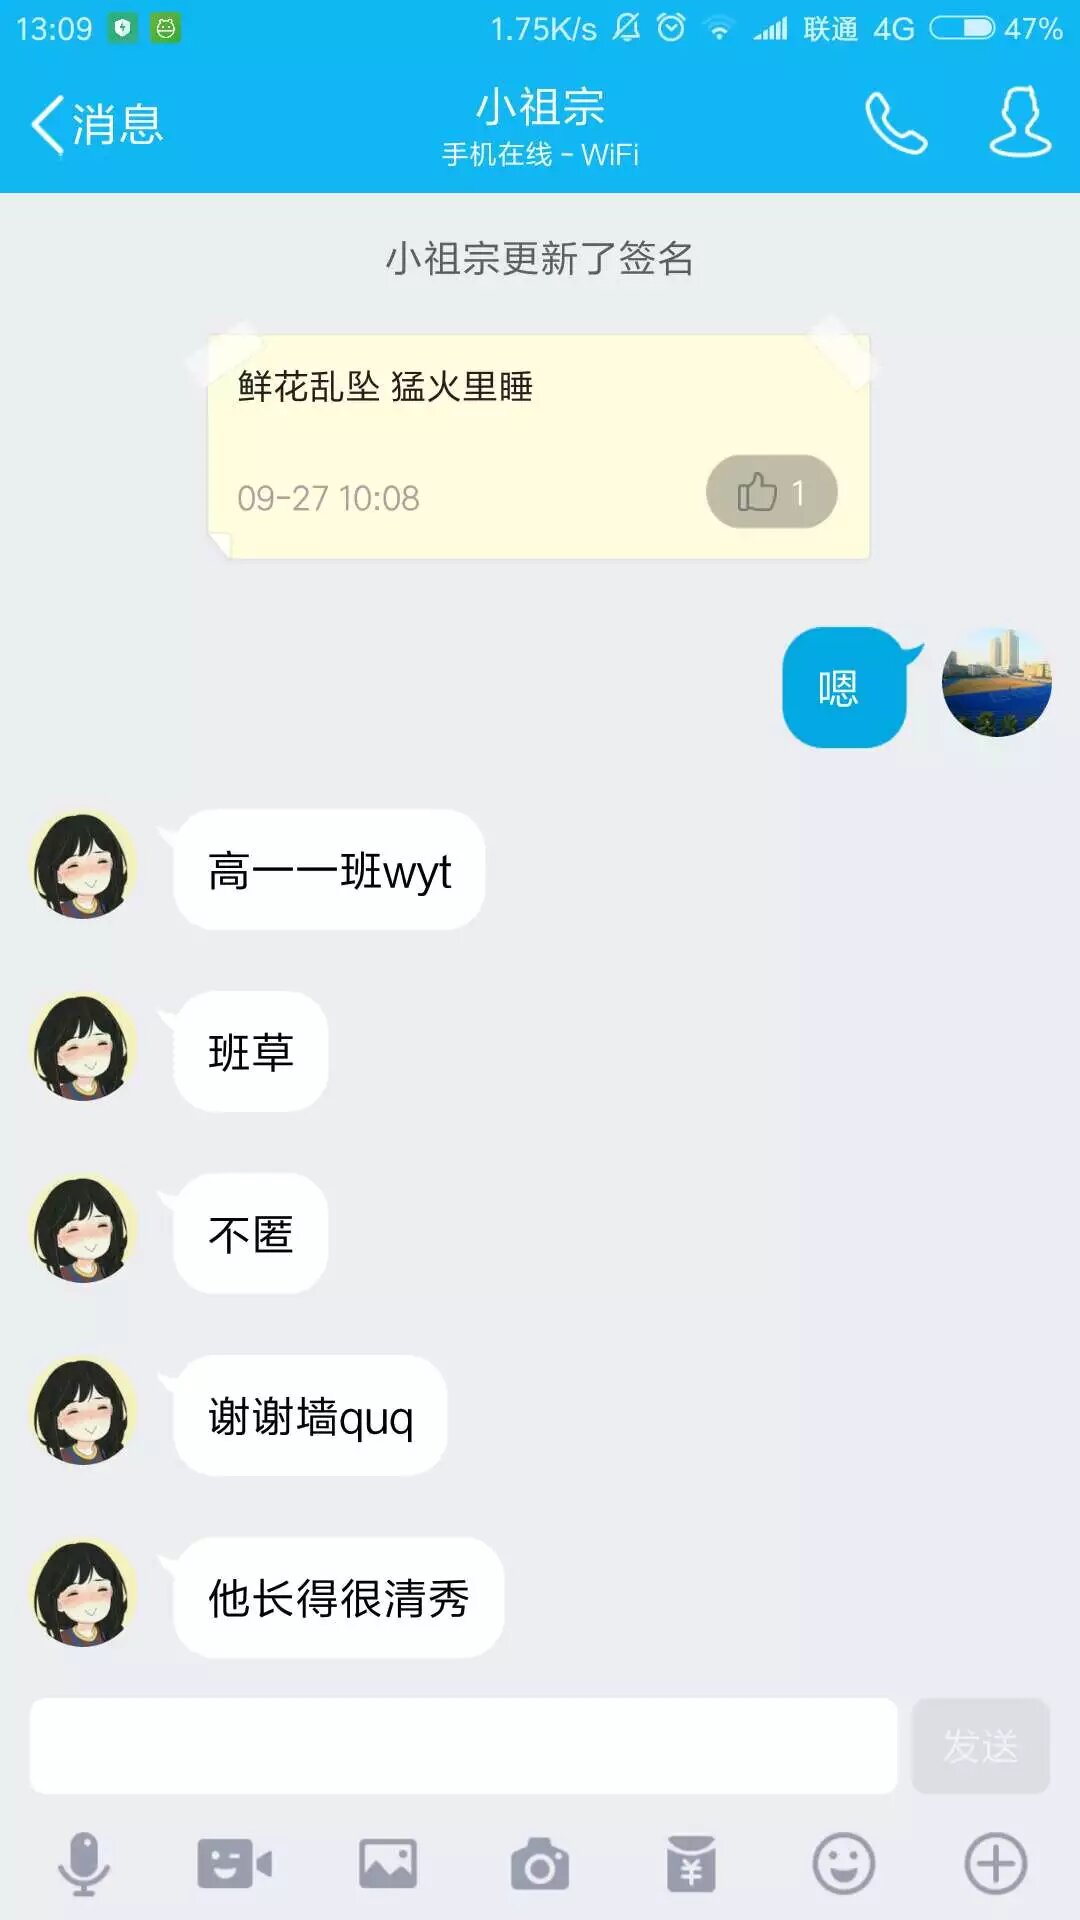 13:09 1.75K/s 联通 4G 47%
消息
小祖宗
手机在线 - WiFi
小祖宗更新了签名
鲜花乱坠 猛火里睡
09-27 10:08 1
嗯
高一一班wyt
班草
不匿
谢谢墙quq
他长得很清秀
发送